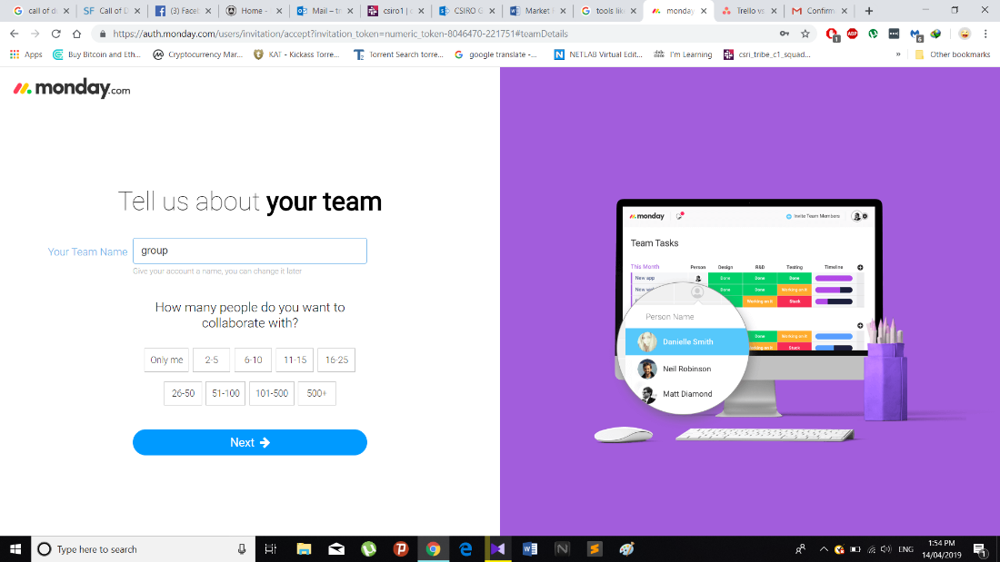 call of d
Call of D
(3) Faceb
Home -
Mail – tr
csiro1 | c
CSIRO G
Market
tools lik
monday
Trello vs
Confirm
https://auth.monday.com/users/invitation/accept?invitation_token=numeric_token-8046470-221751#teamDetails
Apps
Buy Bitcoin and Eth...
Cryptocurrency Mar...
KAT - Kickass Torre...
Torrent Search torre...
google translate -...
NETLAB Virtual Edit...
I'm Learning
csri_tribe_c1_squad...
»
Other bookmarks
monday.com
Tell us about your team
Your Team Name
group
Give your account a name, you can change it later
How many people do you want to
collaborate with?
Only me 2-5 6-10 11-15 16-25
26-50 51-100 101-500 500+
Next
monday
Invite Team Members
Team Tasks
This Month Person Design R&D Testing Timeline
New app Done Done Done
Done Done Working on it
Working on it Stuck
Person Name
Danielle Smith
Neil Robinson
Matt Diamond
Done Working on it
Stuck
Type here to search
ENG
1:54 PM
14/04/2019